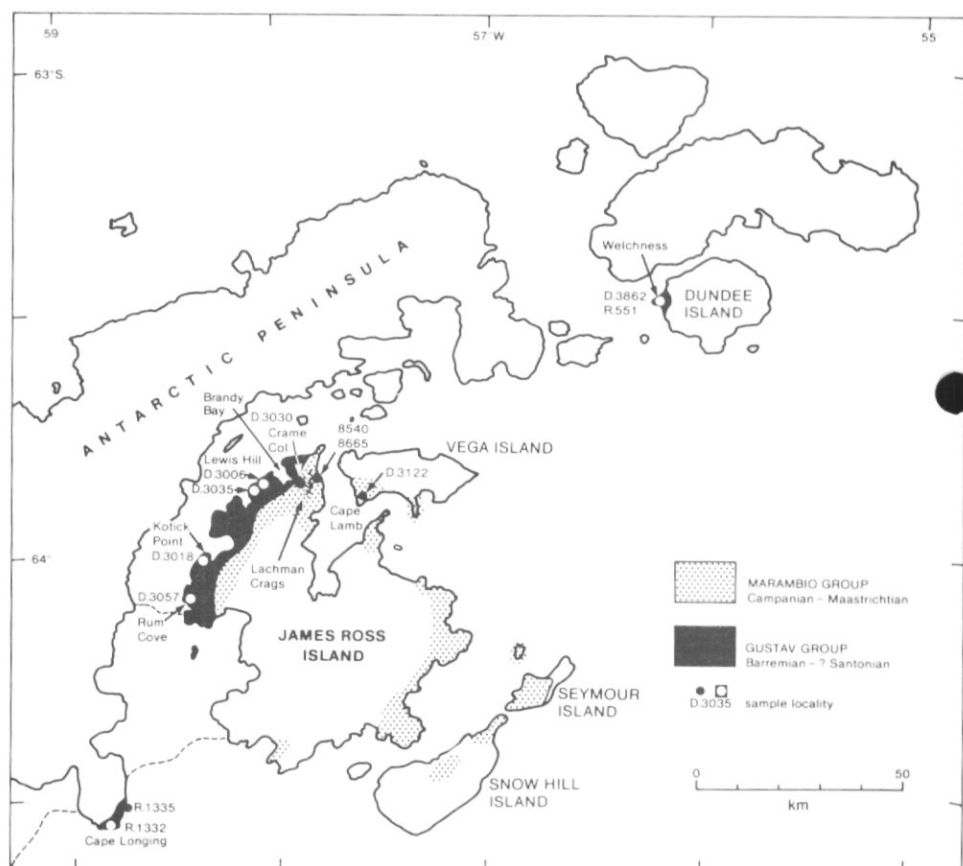 59
57°W
55
63°S.
Welchness
D.3862
R.551
DUNDEE
ISLAND
ANTARCTIC PENINSULA
Brandy
Bay
D.3030
Crame
Col
8540
8665
VEGA ISLAND
Lewis Hill
D.3006
D.3035
D.3122
Cape
Lamb
Kotick
Point
D.3018
64°
Lachman
Crags
D.3057
Rum
Cove
JAMES ROSS
ISLAND
MARAMBIO GROUP
Campanian - Maastrichtian
GUSTAV GROUP
Barremian - ? Santonian
D.3035
sample locality
SEYMOUR
ISLAND
SNOW HILL
ISLAND
0
50
km
R.1335
R.1332
Cape Longing